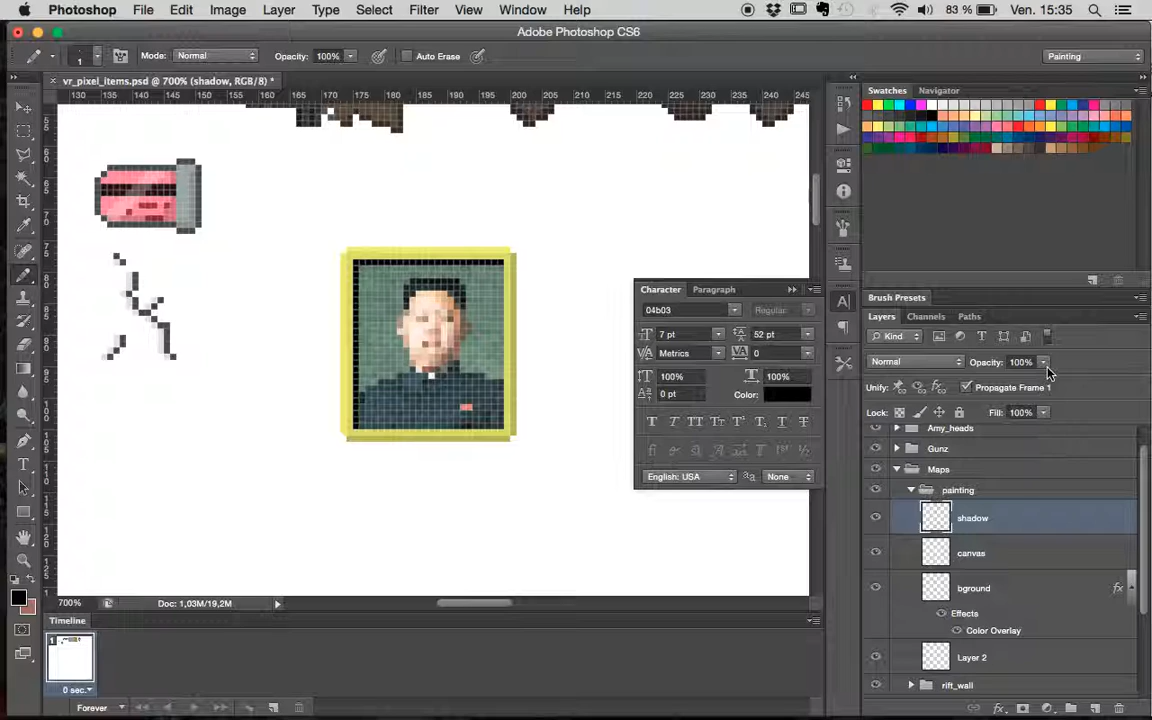 Photoshop File Edit Image Layer Type Select Filter View Window Help 83 % Ven. 15:35
Adobe Photoshop CS6
1 Mode: Normal Opacity: 100% Auto Erase Painting
vr_pixel_items.psd @ 700% (shadow, RGB/8) *
130 135 140 145 150 155 160 165 170 175 180 185 190 195 200 205 210 215 220 225 230 235 240 245
Swatches Navigator
Brush Presets
Layers Channels Paths
Kind
Normal Opacity: 100%
Unify: Propagate Frame 1
Lock: Fill: 100%
Amy_heads
Gunz
Maps
painting
shadow
canvas
bground fx
Effects
Color Overlay
Layer 2
rift_wall
Character Paragraph
04b03 Regular
7 pt 52 pt
Metrics 0
100% 100%
0 pt Color:
English: USA None
700% Doc: 1,03M/19,2M
Timeline
1
0 sec.
Forever